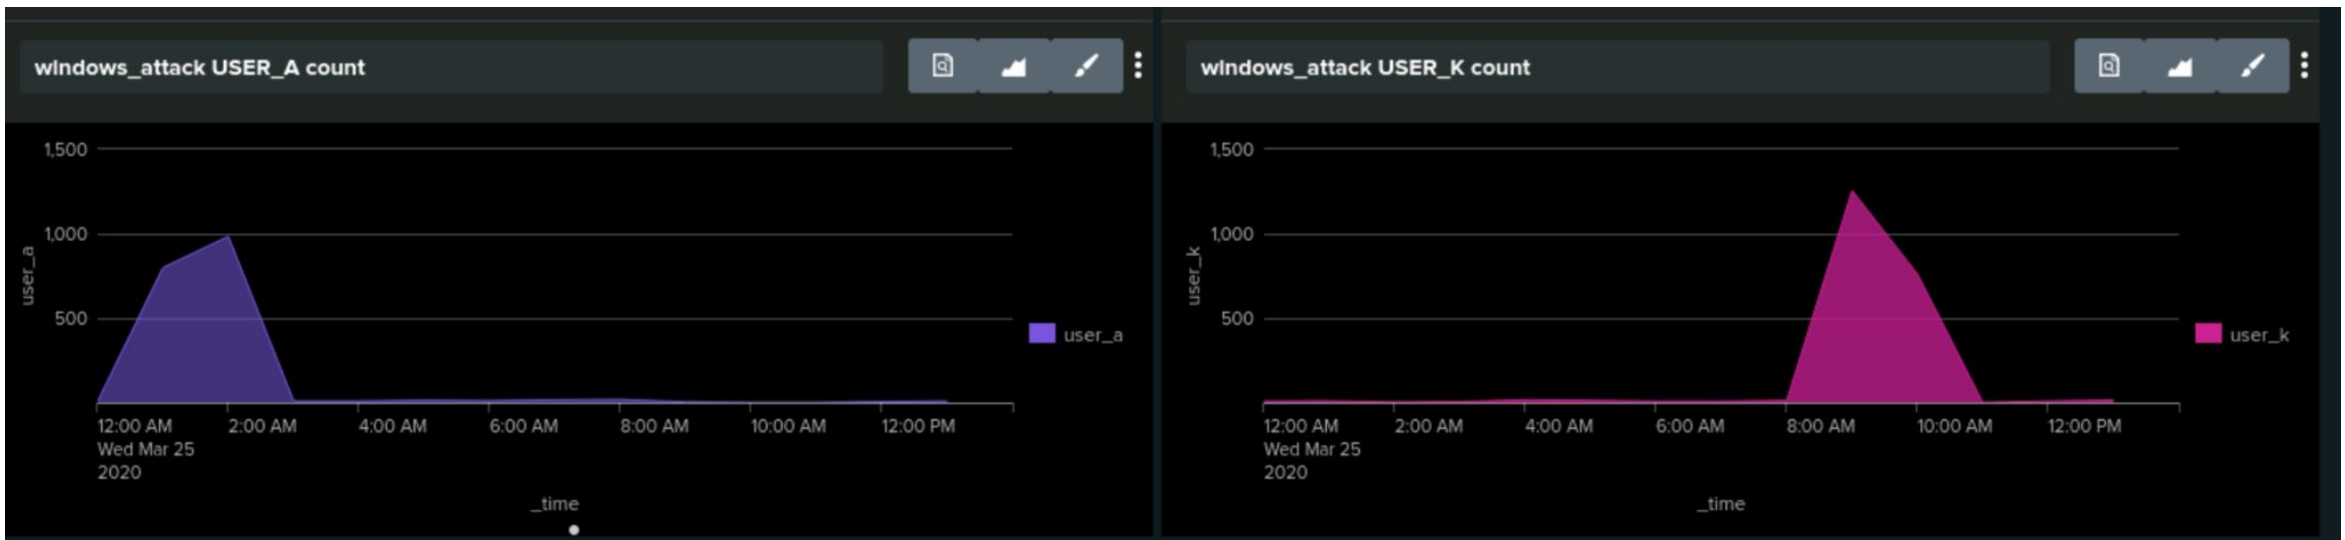 windows_attack USER_A count
1,500
1,000
500
user_a
user_a
12:00 AM 2:00 AM 4:00 AM 6:00 AM 8:00 AM 10:00 AM 12:00 PM
Wed Mar 25
2020
_time
windows_attack USER_K count
1,500
1,000
500
user_k
user_k
12:00 AM 2:00 AM 4:00 AM 6:00 AM 8:00 AM 10:00 AM 12:00 PM
Wed Mar 25
2020
_time